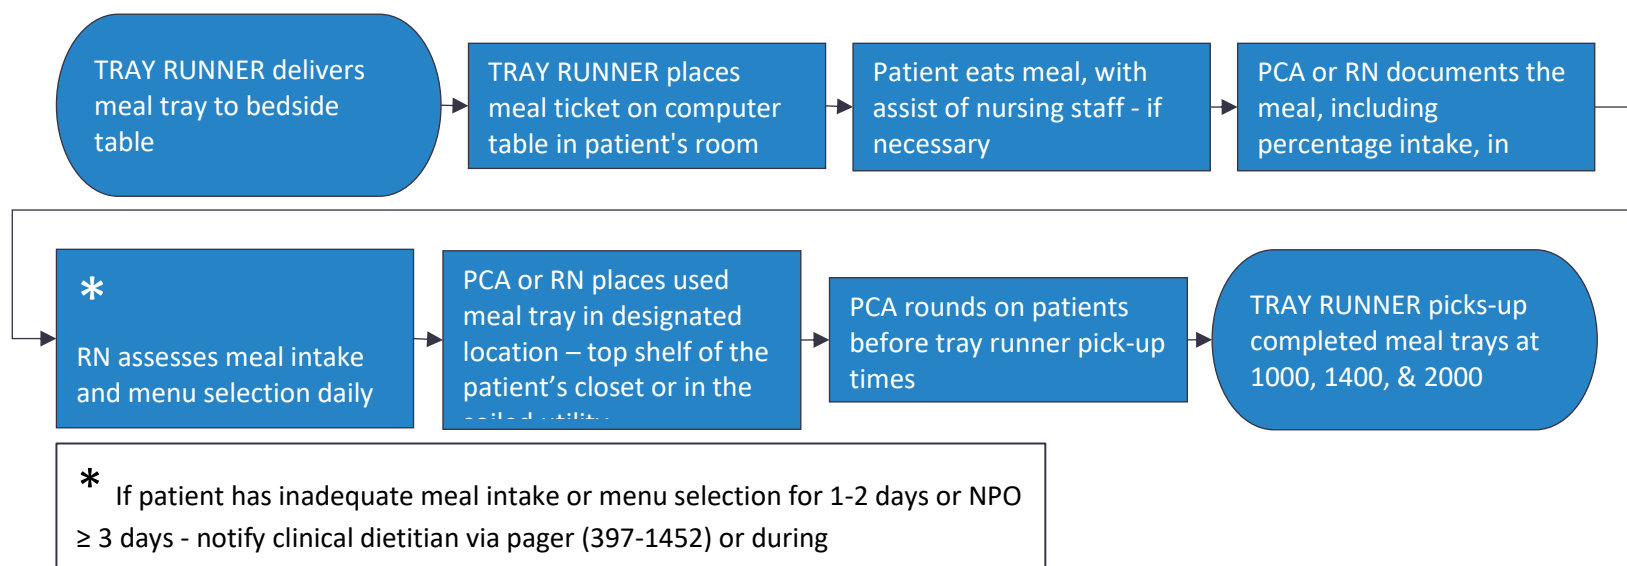 TRAY RUNNER delivers
meal tray to bedside
table
TRAY RUNNER places
meal ticket on computer
table in patient's room
Patient eats meal, with
assist of nursing staff - if
necessary
PCA or RN documents the
meal, including
percentage intake, in
*
RN assesses meal intake
and menu selection daily
PCA or RN places used
meal tray in designated
location – top shelf of the
patient’s closet or in the
soiled utility
PCA rounds on patients
before tray runner pick-up
times
TRAY RUNNER picks-up
completed meal trays at
1000, 1400, & 2000
* If patient has inadequate meal intake or menu selection for 1-2 days or NPO
≥ 3 days - notify clinical dietitian via pager (397-1452) or during